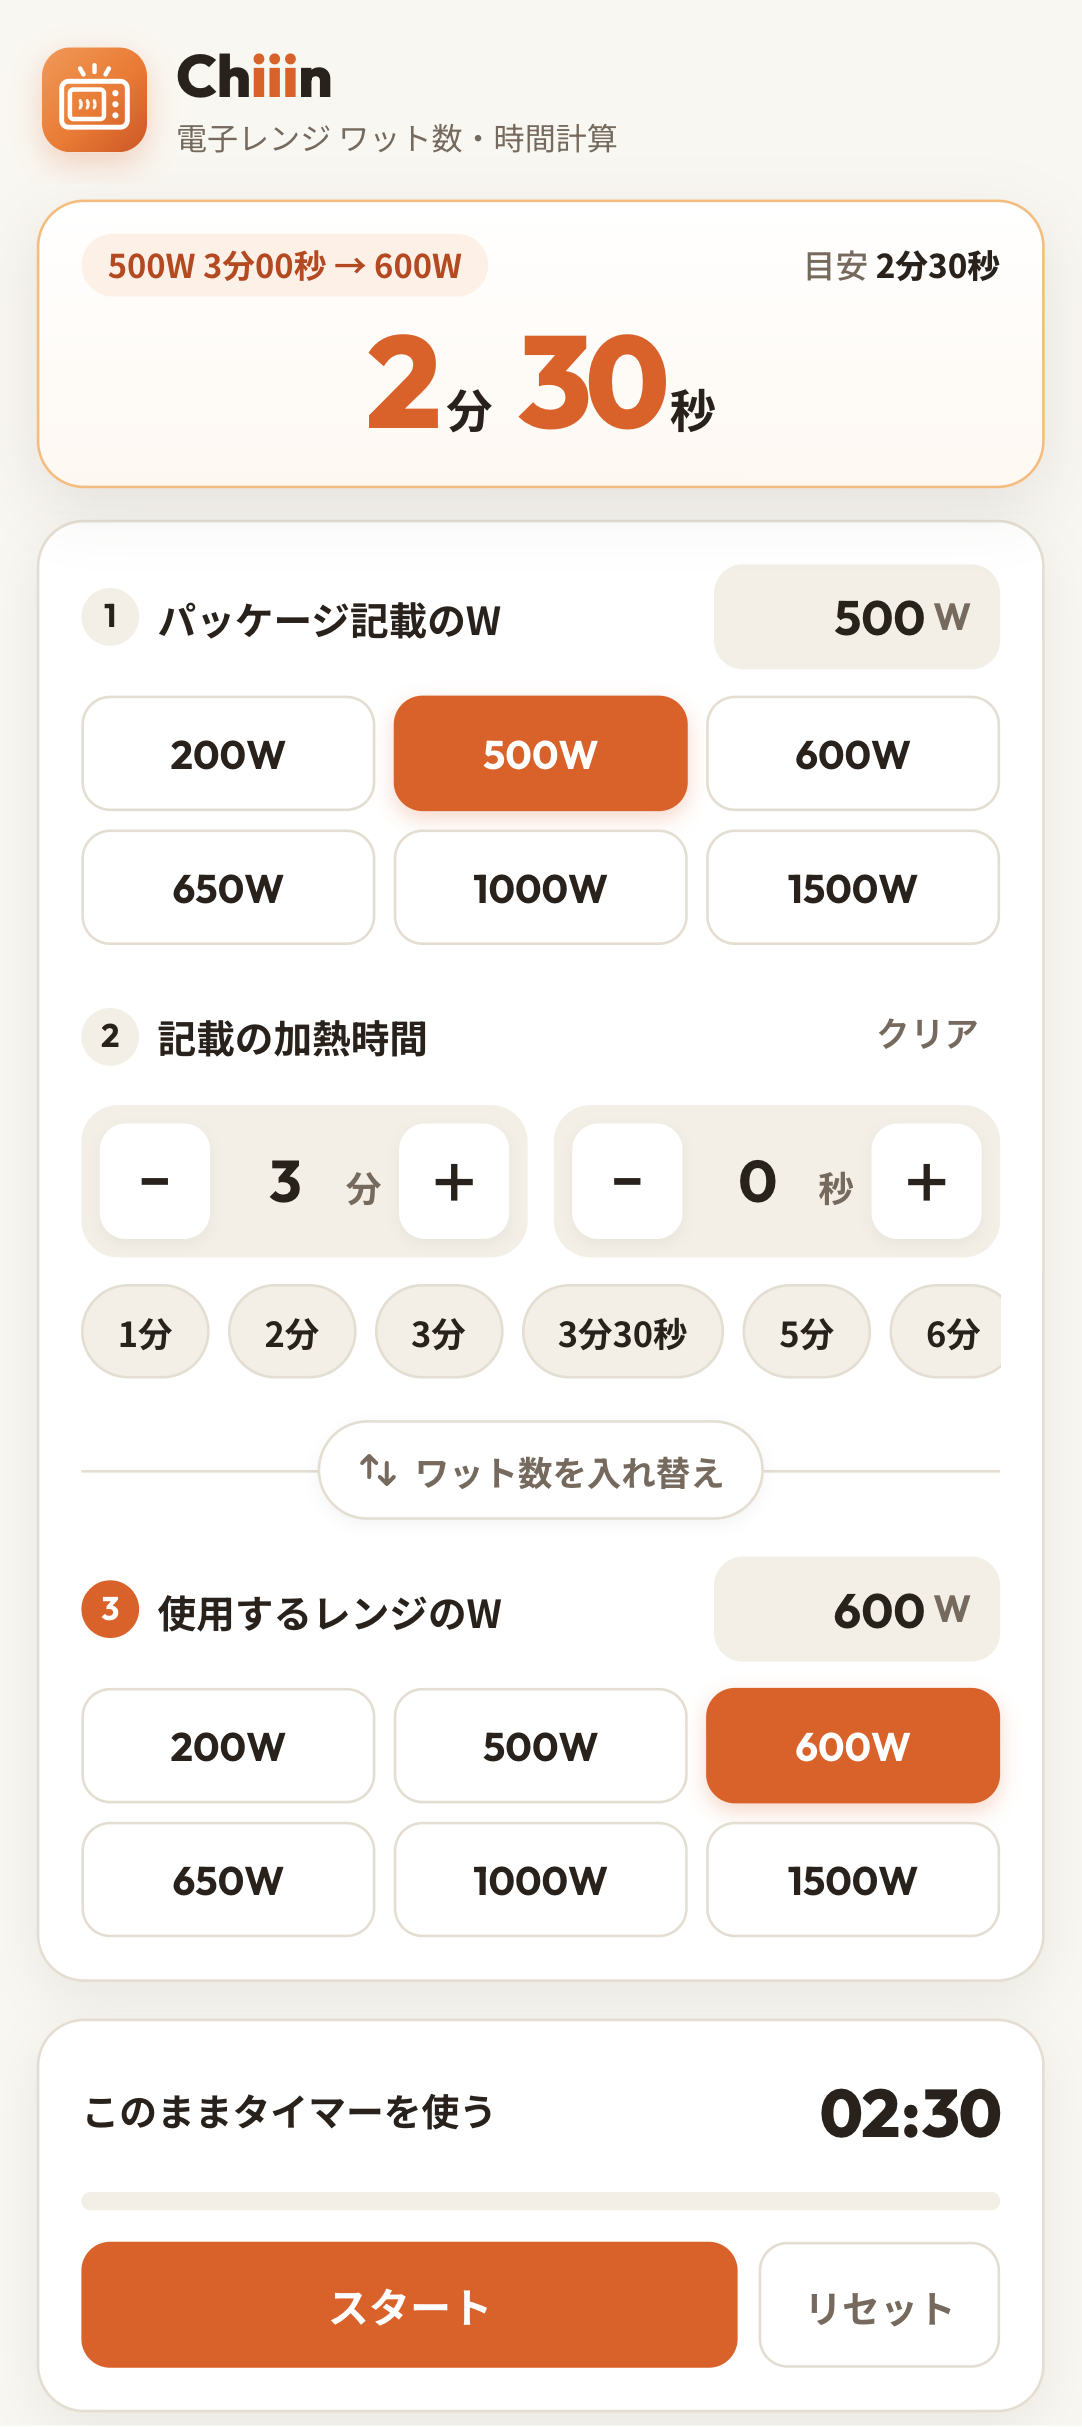 Chiiin
電子レンジ ワット数・時間計算
500W 3分00秒 → 600W
目安 2分30秒
2分 30秒
1 パッケージ記載のW
500 W
200W 500W 600W
650W 1000W 1500W
2 記載の加熱時間
クリア
− 3 分 + − 0 秒 +
1分 2分 3分 3分30秒 5分 6分
ワット数を入れ替え
3 使用するレンジのW
600 W
200W 500W 600W
650W 1000W 1500W
このままタイマーを使う
02:30
スタート リセット